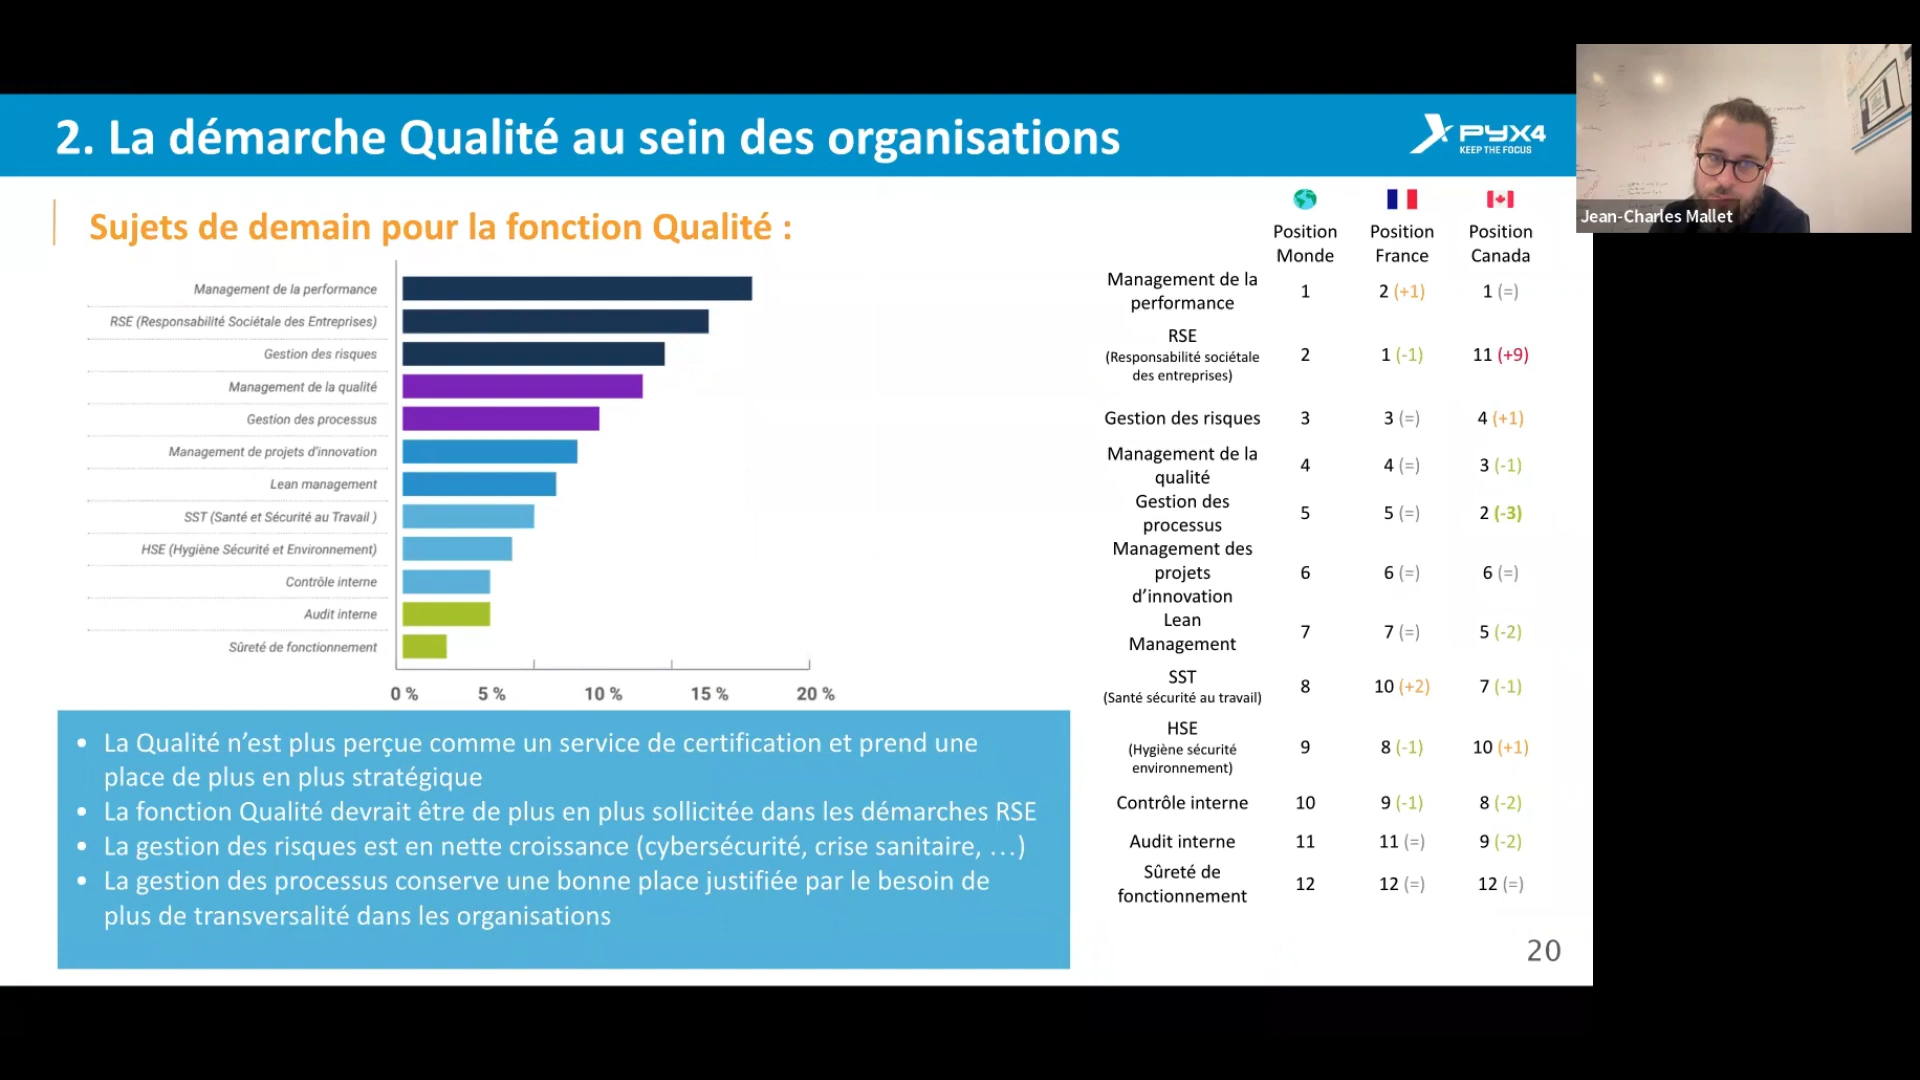 2. La démarche Qualité au sein des organisations
PYX4
KEEP THE FOCUS
Jean-Charles Mallet
Sujets de demain pour la fonction Qualité :
Management de la performance
RSE (Responsabilité Sociétale des Entreprises)
Gestion des risques
Management de la qualité
Gestion des processus
Management de projets d'innovation
Lean management
SST (Santé et Sécurité au Travail )
HSE (Hygiène Sécurité et Environnement)
Contrôle interne
Audit interne
Sûreté de fonctionnement
0 % 5 % 10 % 15 % 20 %
La Qualité n’est plus perçue comme un service de certification et prend une
place de plus en plus stratégique
La fonction Qualité devrait être de plus en plus sollicitée dans les démarches RSE
La gestion des risques est en nette croissance (cybersécurité, crise sanitaire, …)
La gestion des processus conserve une bonne place justifiée par le besoin de
plus de transversalité dans les organisations
Position Position Position
Monde France Canada
Management de la
performance 1 2 (+1) 1 (=)
RSE
(Responsabilité sociétale
des entreprises) 2 1 (-1) 11 (+9)
Gestion des risques 3 3 (=) 4 (+1)
Management de la
qualité 4 4 (=) 3 (-1)
Gestion des
processus 5 5 (=) 2 (-3)
Management des
projets 6 6 (=) 6 (=)
d’innovation
Lean
Management 7 7 (=) 5 (-2)
SST
(Santé sécurité au travail) 8 10 (+2) 7 (-1)
HSE
(Hygiène sécurité
environnement) 9 8 (-1) 10 (+1)
Contrôle interne 10 9 (-1) 8 (-2)
Audit interne 11 11 (=) 9 (-2)
Sûreté de
fonctionnement 12 12 (=) 12 (=)
20